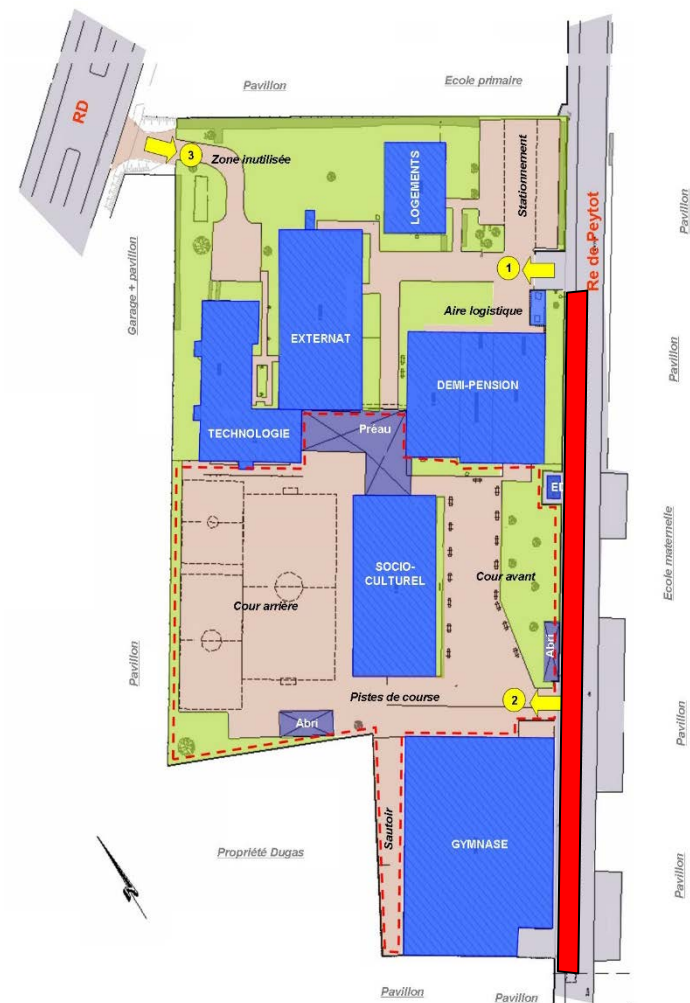 Pavillon
Ecole primaire
RD
3
Zone inutilisée
LOGEMENTS
Stationnement
Pavillon
1
Re de Peytot
Garage + pavillon
Aire logistique
EXTERNAT
DEMI-PENSION
Pavillon
TECHNOLOGIE
Préau
ED
SOCIO-
CULTUREL
Cour avant
Ecole maternelle
Cour arrière
Pavillon
Abri
Pistes de course
2
Abri
Pavillon
Sautoir
GYMNASE
Propriété Dugas
Pavillon
Pavillon
Pavillon